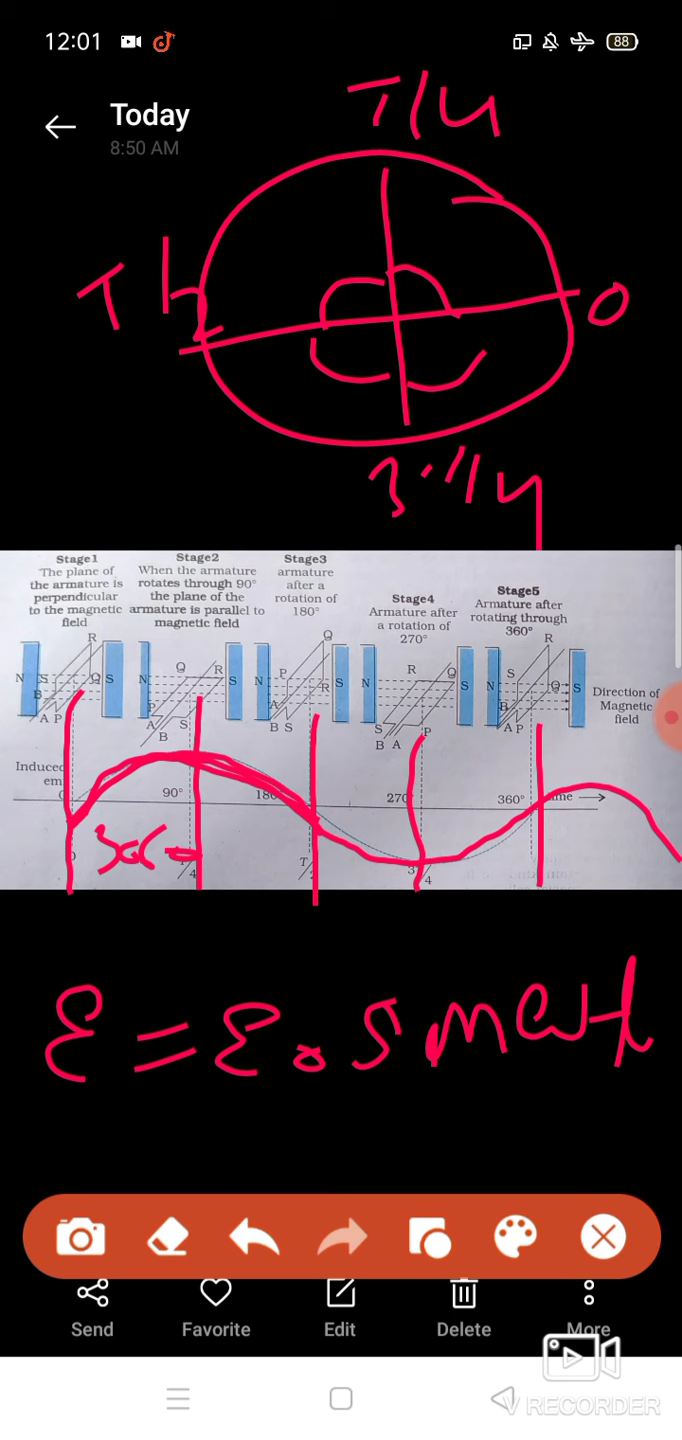 12:01
88
Today
8:50 AM
T/4
T/2
0
3T/4
Stage1
The plane of
the armature is
perpendicular
to the magnetic
field
Stage2
When the armature
rotates through 90°
the plane of the
armature is parallel to
magnetic field
Stage3
armature
after a
rotation of
180°
Stage4
Armature after
a rotation of
270°
Stage5
Armature after
rotating through
360°
R
N S Q S
B
A P
Q R
N S
P
A S
B
Q
P
N R S
A
B S
R Q
N S
S P
B A
R
S
N Q S
B
A P
Direction of
Magnetic
field
Induced
em
90°
180
270
360°
T
4
T
3
4
ε = ε₀ sin ωt
Send
Favorite
Edit
Delete
More
V RECORDER